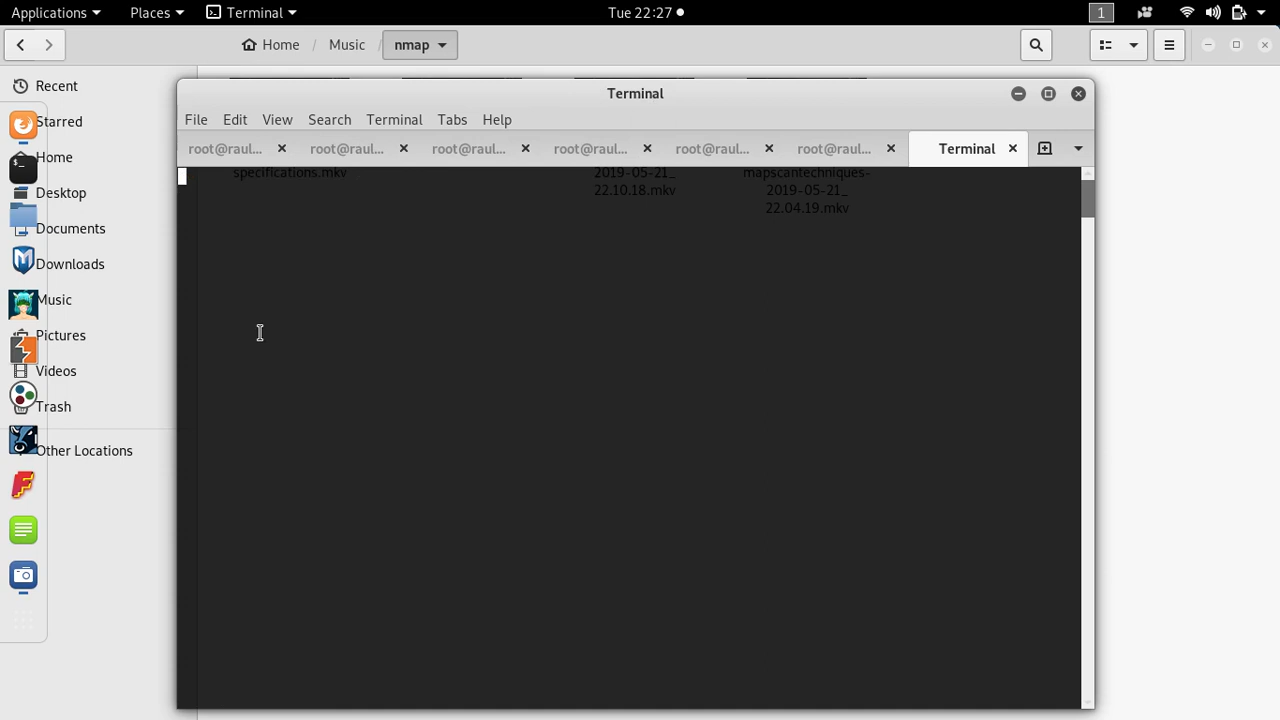 Applications Places Terminal Tue 22:27 1
Home / Music / nmap
Recent
Starred
Home
Desktop
Documents
Downloads
Music
Pictures
Videos
Trash
Other Locations
Terminal
File Edit View Search Terminal Tabs Help
root@raul... root@raul... root@raul... root@raul... root@raul... root@raul... Terminal
specifications.mkv
2019-05-21_
22.10.18.mkv
mapscantechniques-
2019-05-21_
22.04.19.mkv